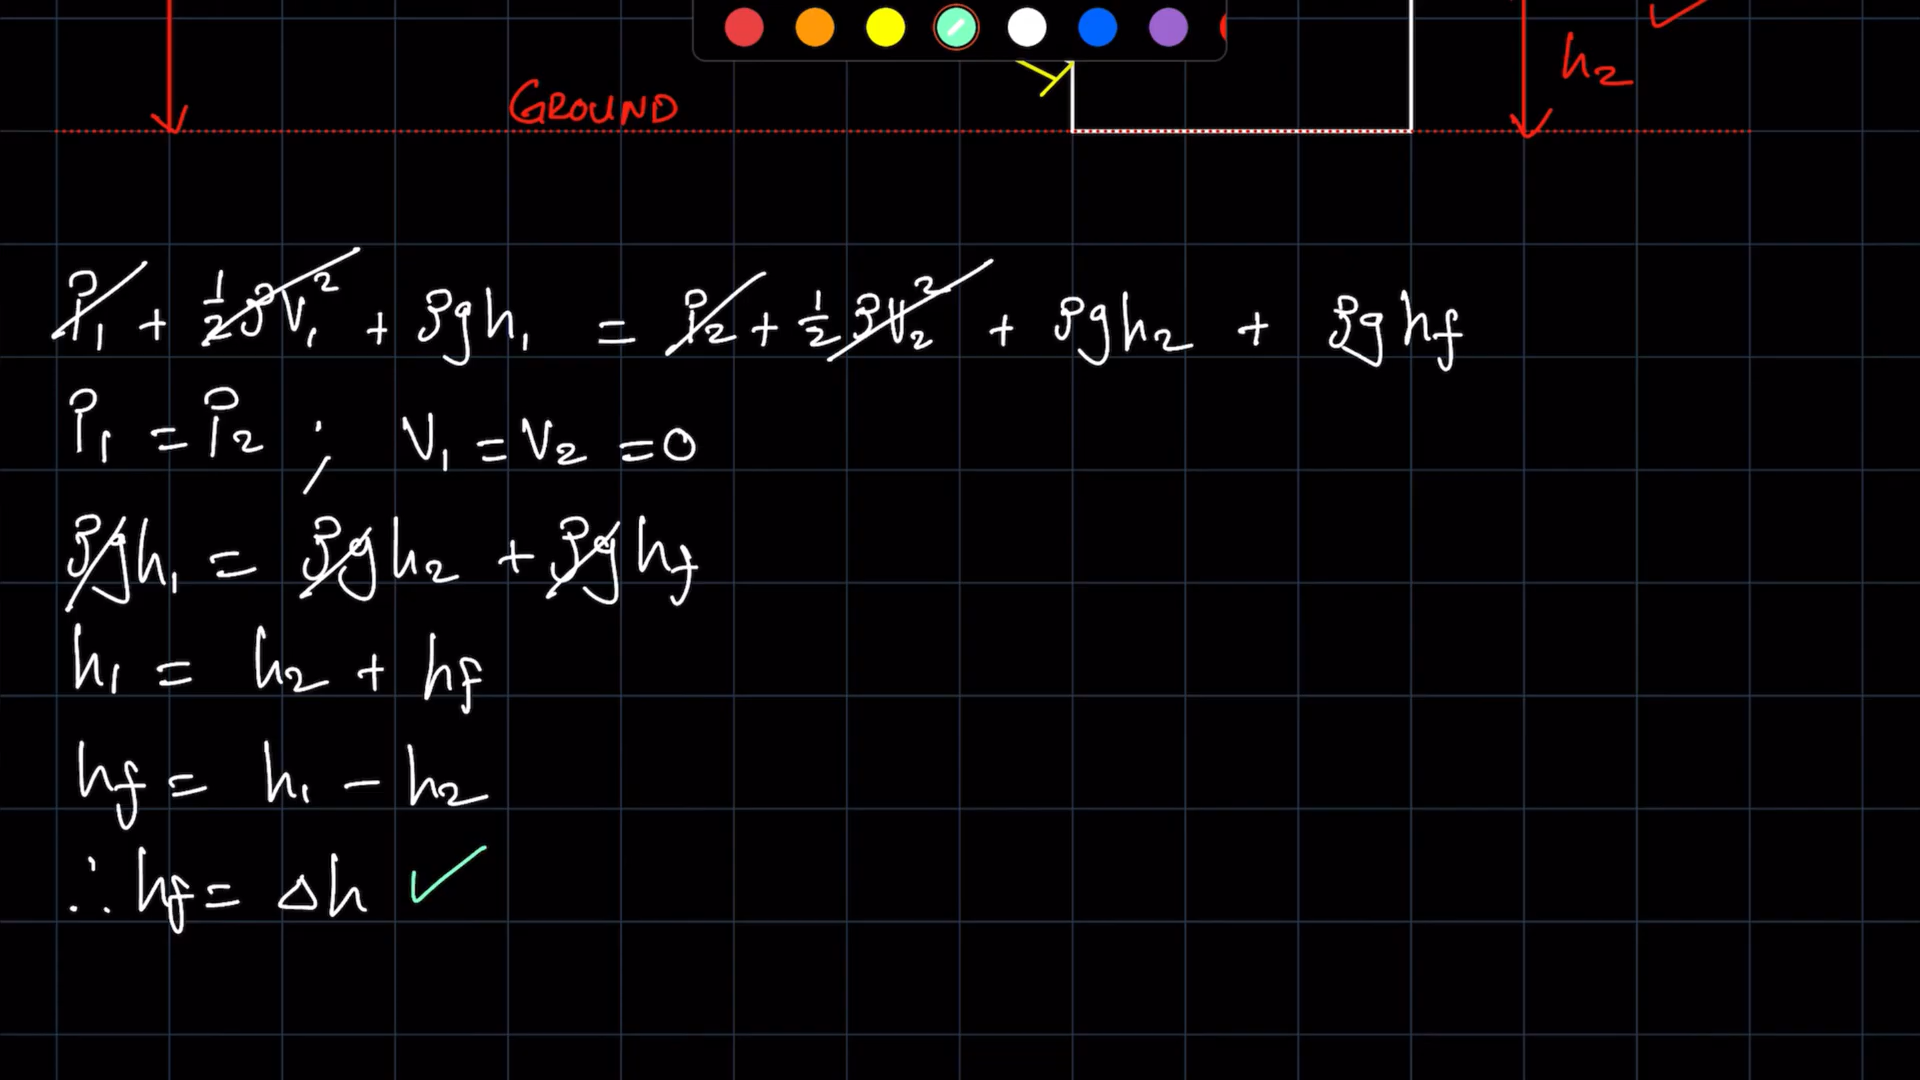 h₂
GROUND
P₁ + ½ρv₁² + ρgh₁ = P₂ + ½ρv₂² + ρgh₂ + ρghf
P₁ = P₂ ; V₁ = V₂ = 0
ρgh₁ = ρgh₂ + ρghf
h₁ = h₂ + hf
hf = h₁ - h₂
∴ hf = Δh ✓